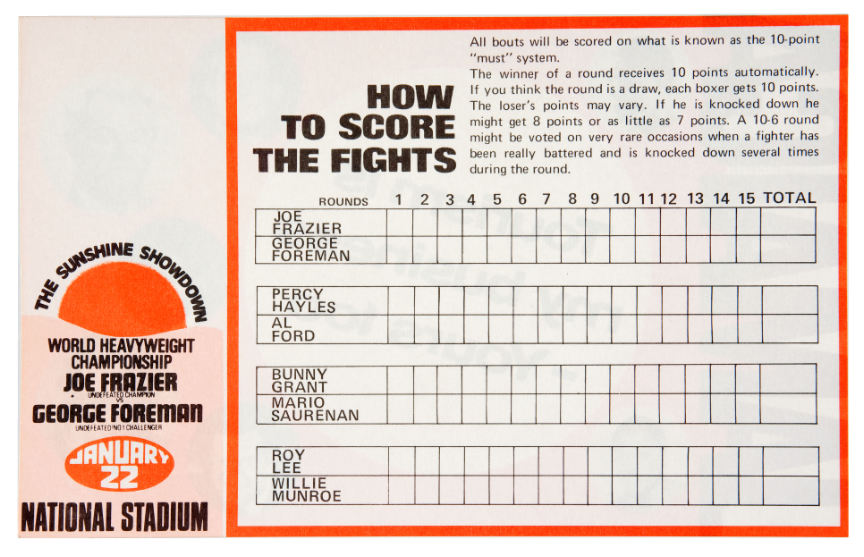 THE SUNSHINE SHOWDOWN
WORLD HEAVYWEIGHT
CHAMPIONSHIP
JOE FRAZIER
UNDEFEATED CHAMPION
VS
GEORGE FOREMAN
UNDEFEATED NO 1 CHALLENGER
JANUARY
22
NATIONAL STADIUM
HOW
TO SCORE
THE FIGHTS
All bouts will be scored on what is known as the 10-point
"must" system.
The winner of a round receives 10 points automatically.
If you think the round is a draw, each boxer gets 10 points.
The loser's points may vary. If he is knocked down he
might get 8 points or as little as 7 points. A 10-6 round
might be voted on very rare occasions when a fighter has
been really battered and is knocked down several times
during the round.
ROUNDS 1 2 3 4 5 6 7 8 9 10 11 12 13 14 15 TOTAL
JOE
FRAZIER
GEORGE
FOREMAN
PERCY
HAYLES
AL
FORD
BUNNY
GRANT
MARIO
SAURENAN
ROY
LEE
WILLIE
MUNROE